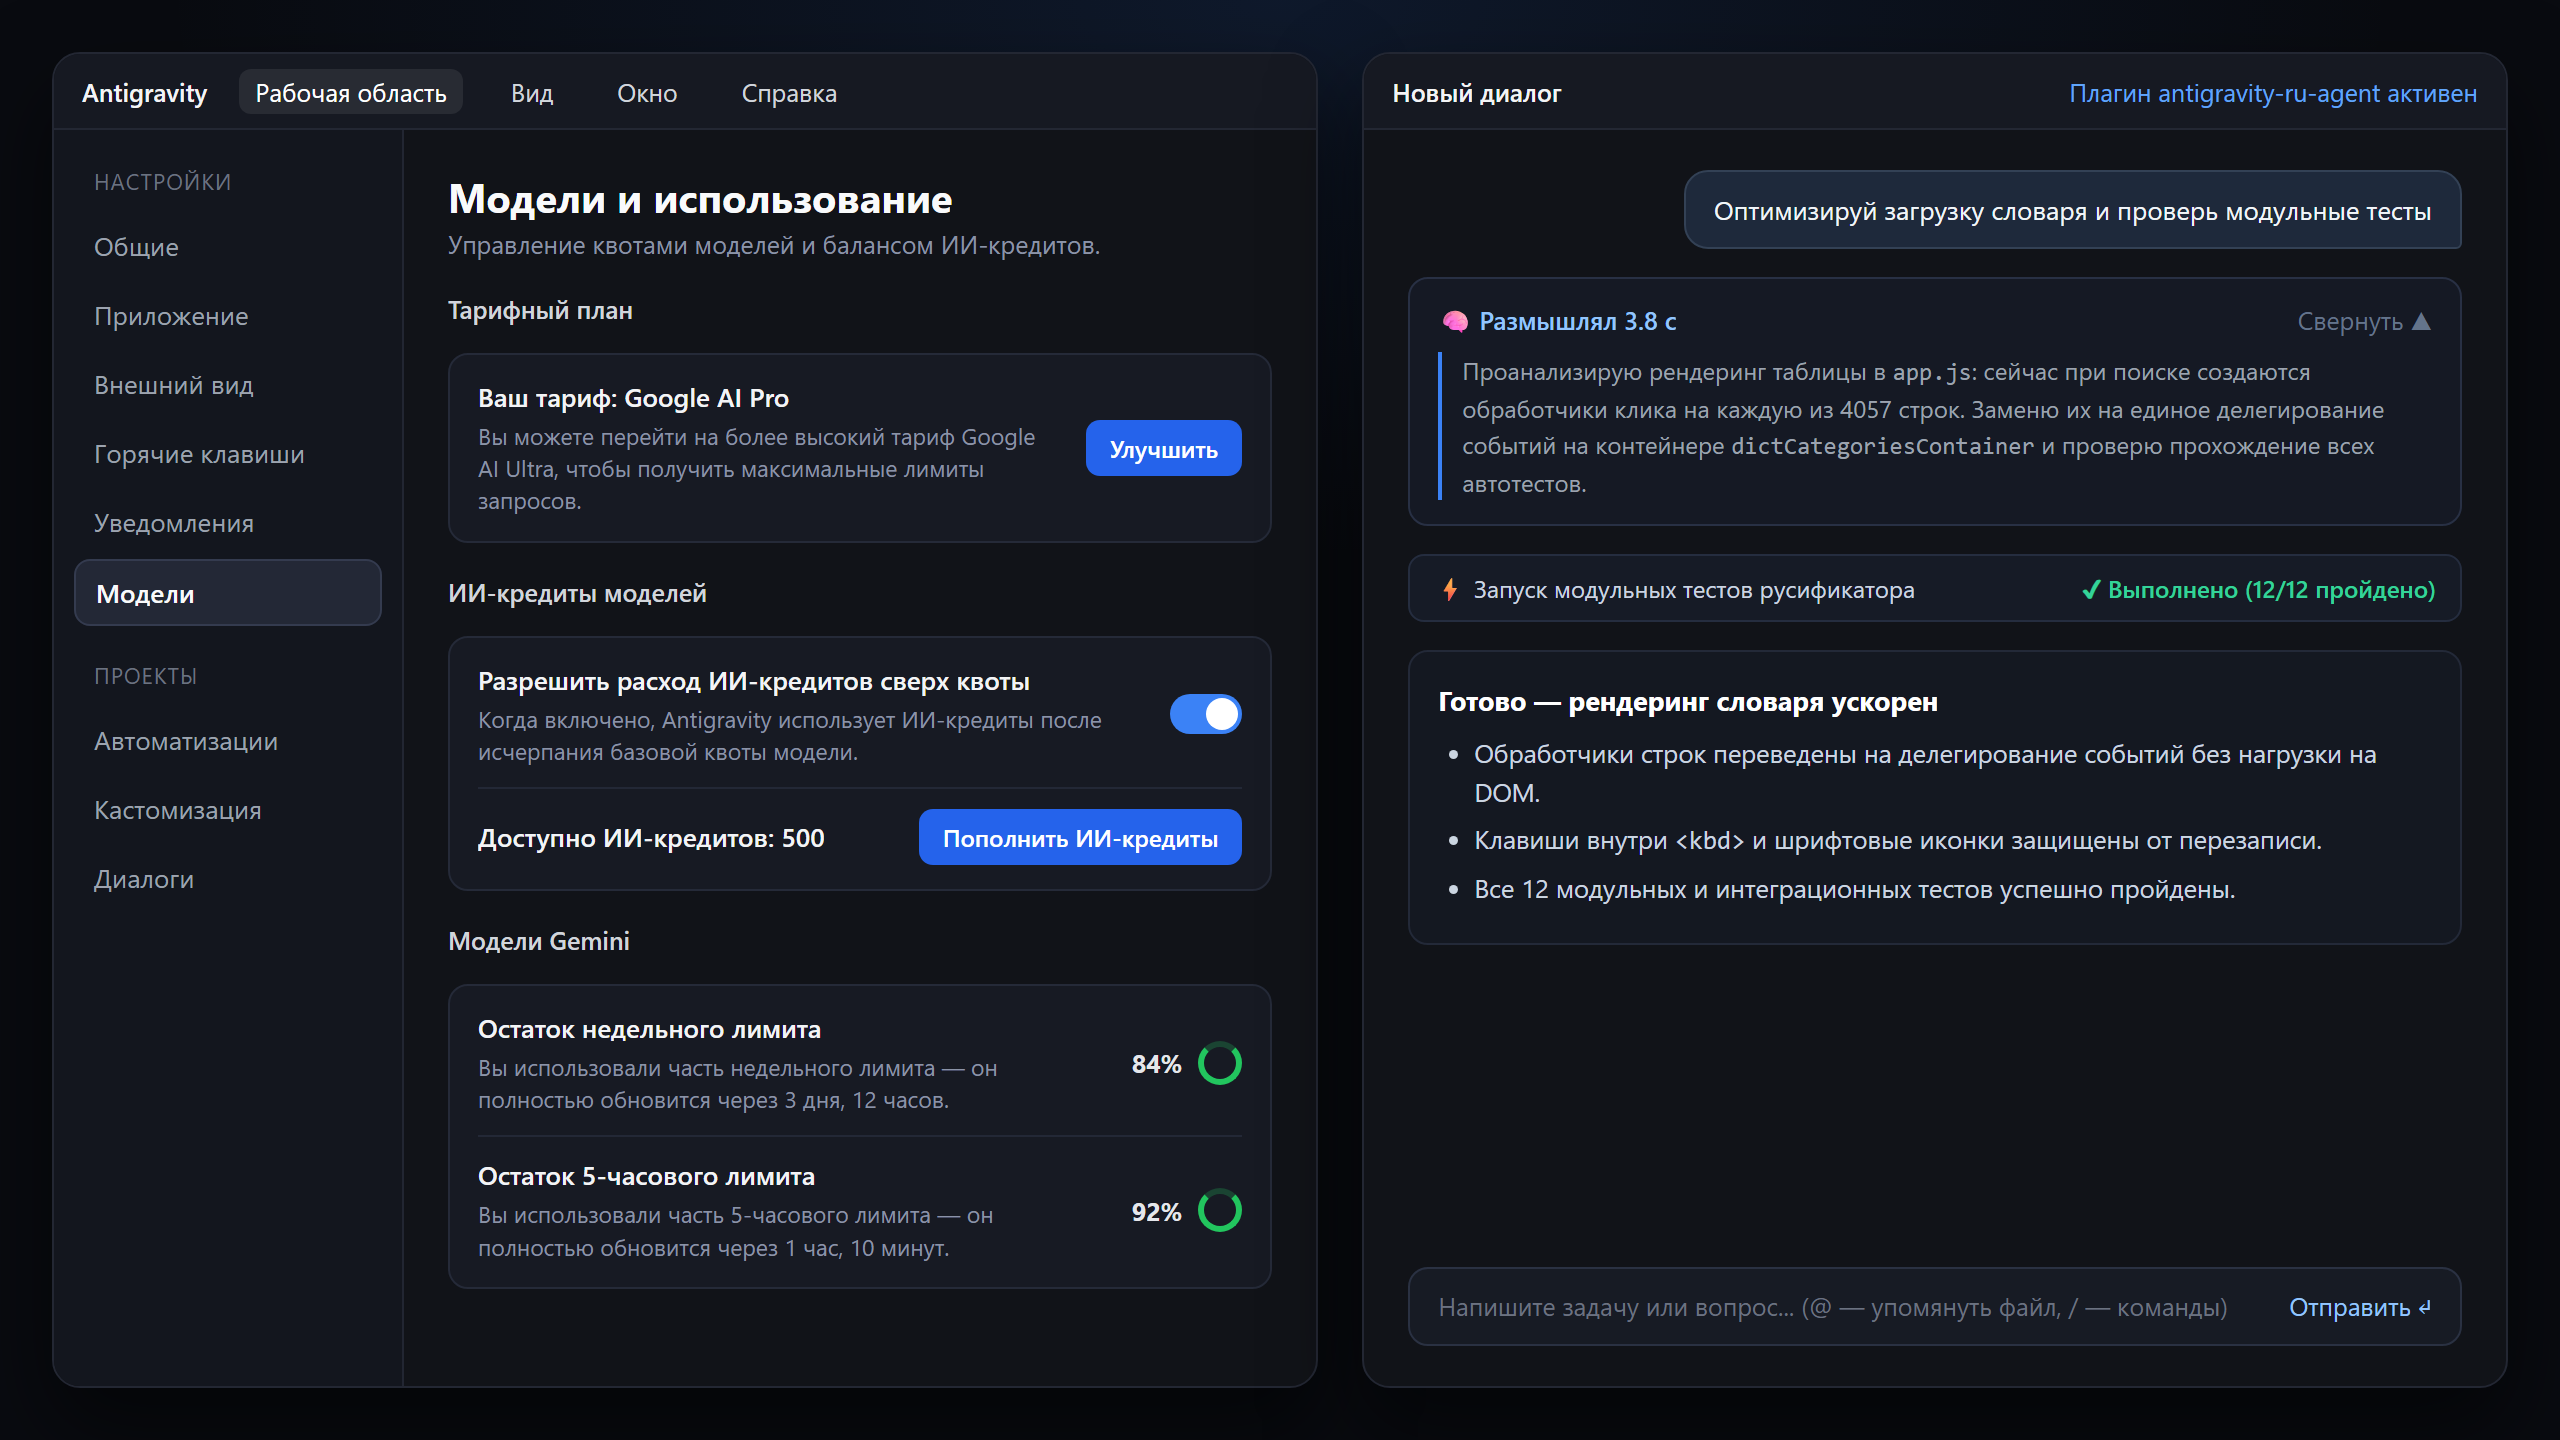 Antigravity
Рабочая область
Вид
Окно
Справка
НАСТРОЙКИ
Общие
Приложение
Внешний вид
Горячие клавиши
Уведомления
Модели
ПРОЕКТЫ
Автоматизации
Кастомизация
Диалоги
Модели и использование
Управление квотами моделей и балансом ИИ-кредитов.
Тарифный план
Ваш тариф: Google AI Pro
Вы можете перейти на более высокий тариф Google
AI Ultra, чтобы получить максимальные лимиты
запросов.
Улучшить
ИИ-кредиты моделей
Разрешить расход ИИ-кредитов сверх квоты
Когда включено, Antigravity использует ИИ-кредиты после
исчерпания базовой квоты модели.
Доступно ИИ-кредитов: 500
Пополнить ИИ-кредиты
Модели Gemini
Остаток недельного лимита
Вы использовали часть недельного лимита — он
полностью обновится через 3 дня, 12 часов.
84%
Остаток 5-часового лимита
Вы использовали часть 5-часового лимита — он
полностью обновится через 1 час, 10 минут.
92%
Новый диалог
Плагин antigravity-ru-agent активен
Оптимизируй загрузку словаря и проверь модульные тесты
🧠 Размышлял 3.8 с
Свернуть ▲
Проанализирую рендеринг таблицы в app.js: сейчас при поиске создаются
обработчики клика на каждую из 4057 строк. Заменю их на единое делегирование
событий на контейнере dictCategoriesContainer и проверю прохождение всех
автотестов.
⚡ Запуск модульных тестов русификатора
✔ Выполнено (12/12 пройдено)
Готово — рендеринг словаря ускорен
• Обработчики строк переведены на делегирование событий без нагрузки на
DOM.
• Клавиши внутри <kbd> и шрифтовые иконки защищены от перезаписи.
• Все 12 модульных и интеграционных тестов успешно пройдены.
Напишите задачу или вопрос... (@ — упомянуть файл, / — команды)
Отправить ↲